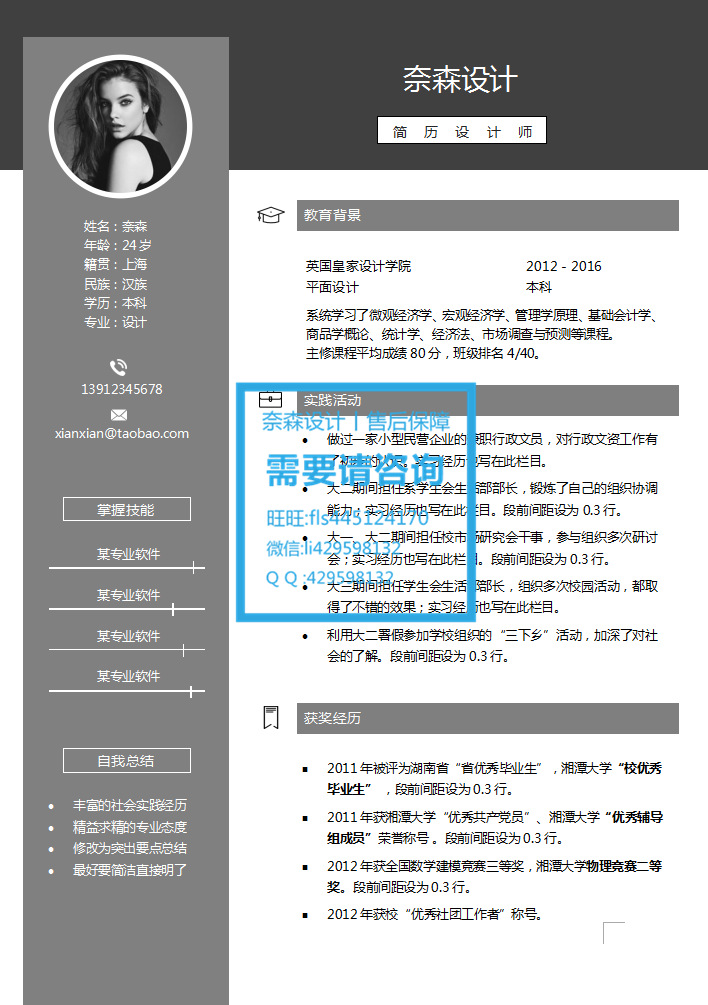 奈森设计
简历设计师
姓名：奈森
年龄：24 岁
籍贯：上海
民族：汉族
学历：本科
专业：设计
13912345678
xianxian@taobao.com
掌握技能
某专业软件
某专业软件
某专业软件
某专业软件
自我总结
• 丰富的社会实践经历
• 精益求精的专业态度
• 修改为突出要点总结
• 最好要简洁直接明了
教育背景
英国皇家设计学院 2012 - 2016
平面设计 本科
系统学习了微观经济学、宏观经济学、管理学原理、基础会计学、
商品学概论、统计学、经济法、市场调查与预测等课程。
主修课程平均成绩 80 分，班级排名 4/40。
实践活动
• 做过一家小型民营企业的兼职行政文员，对行政文资工作有
实习经历也写在此栏目。
• 大二期间担任系学生会生活部部长，锻炼了自己的组织协调
能力；实习经历也写在此栏目。段前间距设为 0.3 行。
• 大一、大二期间担任校市场研究会干事，参与组织多次研讨
会；实习经历也写在此栏目。段前间距设为 0.3 行。
• 大三期间担任学生会生活部部长，组织多次校园活动，都取
得了不错的效果；实习经历也写在此栏目。
• 利用大二署假参加学校组织的“三下乡”活动，加深了对社
会的了解。段前间距设为 0.3 行。
奈森设计丨售后保障
需要请咨询
旺旺:fls445124170
微信:li429598132
Q Q :429598132
获奖经历
▪ 2011 年被评为湖南省“省优秀毕业生”，湘潭大学“校优秀
毕业生”，段前间距设为 0.3 行。
▪ 2011 年获湘潭大学“优秀共产党员”、湘潭大学“优秀辅导
组成员”荣誉称号 。段前间距设为 0.3 行。
▪ 2012 年获全国数学建模竞赛三等奖，湘潭大学物理竞赛二等
奖。段前间距设为 0.3 行。
▪ 2012 年获校“优秀社团工作者”称号。